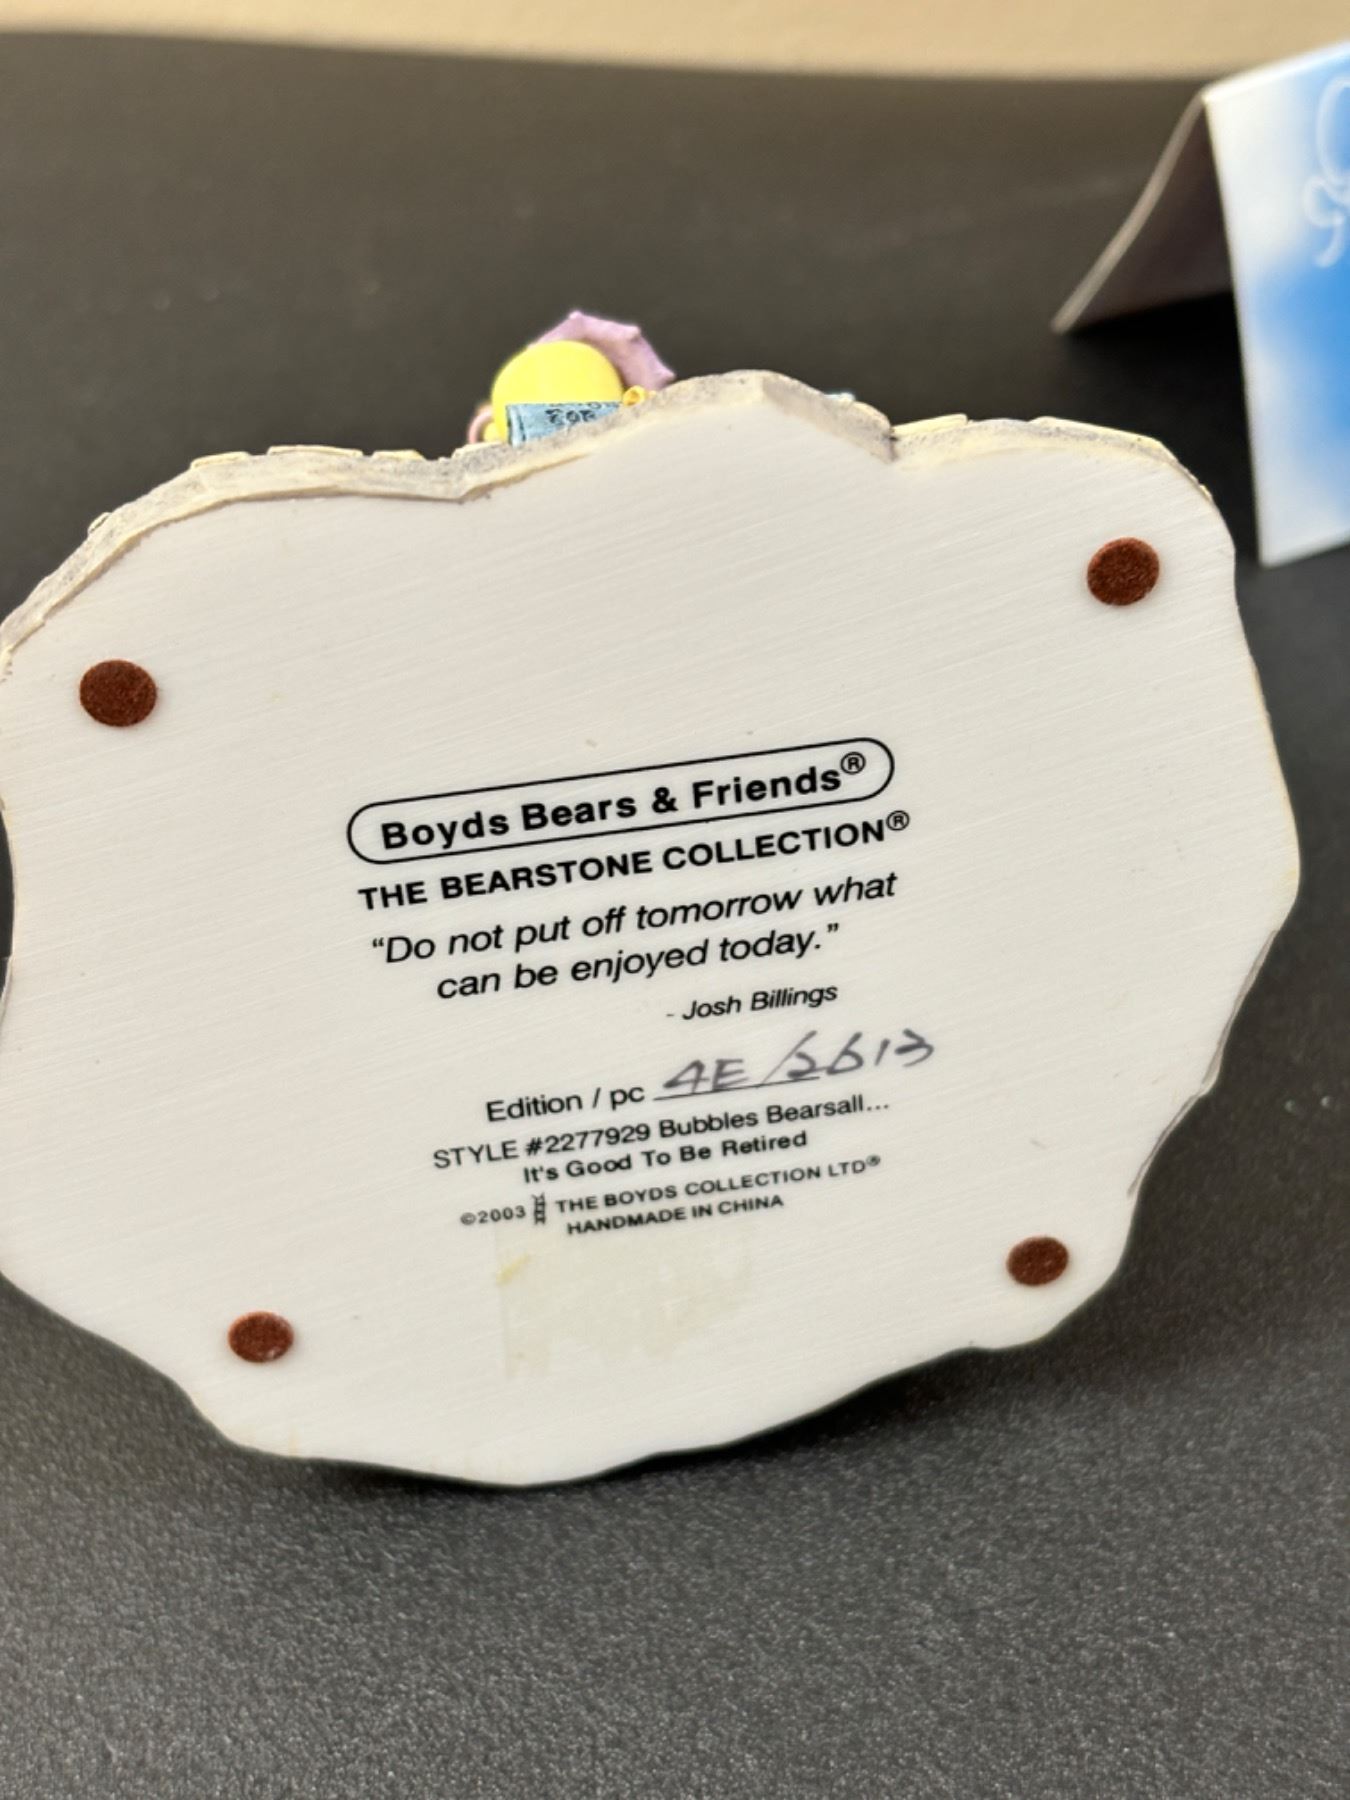 Boyds Bears & Friends®
THE BEARSTONE COLLECTION®
“Do not put off tomorrow what
can be enjoyed today.”
- Josh Billings
Edition / pc 4E/2613
STYLE #2277929 Bubbles Bearsall...
It's Good To Be Retired
©2003 THE BOYDS COLLECTION LTD®
HANDMADE IN CHINA